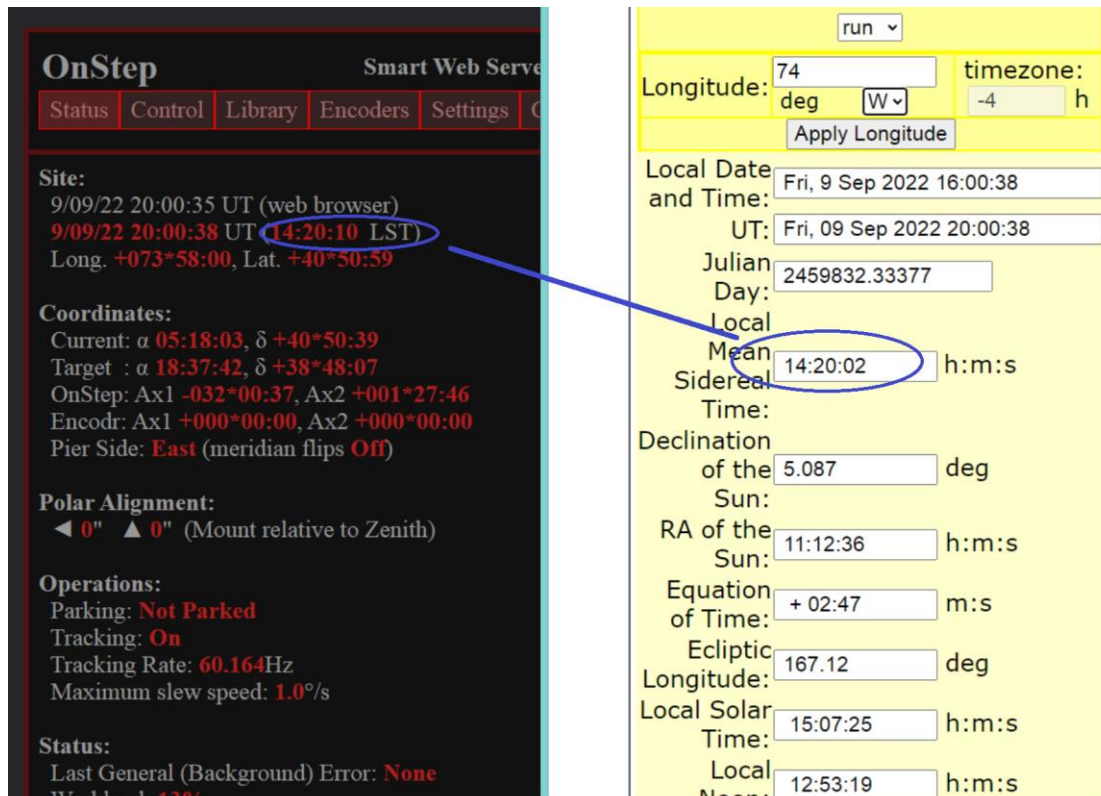 OnStep Smart Web Serve
Status Control Library Encoders Settings
Site:
9/09/22 20:00:35 UT (web browser)
9/09/22 20:00:38 UT (14:20:10 LST)
Long. +073*58:00, Lat. +40*50:59
Coordinates:
Current: α 05:18:03, δ +40*50:39
Target : α 18:37:42, δ +38*48:07
OnStep: Ax1 -032*00:37, Ax2 +001*27:46
Encodr: Ax1 +000*00:00, Ax2 +000*00:00
Pier Side: East (meridian flips Off)
Polar Alignment:
◄ 0" ▲ 0" (Mount relative to Zenith)
Operations:
Parking: Not Parked
Tracking: On
Tracking Rate: 60.164Hz
Maximum slew speed: 1.0°/s
Status:
Last General (Background) Error: None
run
Longitude: 74
deg W
timezone:
-4 h
Apply Longitude
Local Date
and Time: Fri, 9 Sep 2022 16:00:38
UT: Fri, 09 Sep 2022 20:00:38
Julian
Day: 2459832.33377
Local
Mean
Sidereal
Time: 14:20:02 h:m:s
Declination
of the
Sun: 5.087 deg
RA of the
Sun: 11:12:36 h:m:s
Equation
of Time: + 02:47 m:s
Ecliptic
Longitude: 167.12 deg
Local Solar
Time: 15:07:25 h:m:s
Local
Noon: 12:53:19 h:m:s